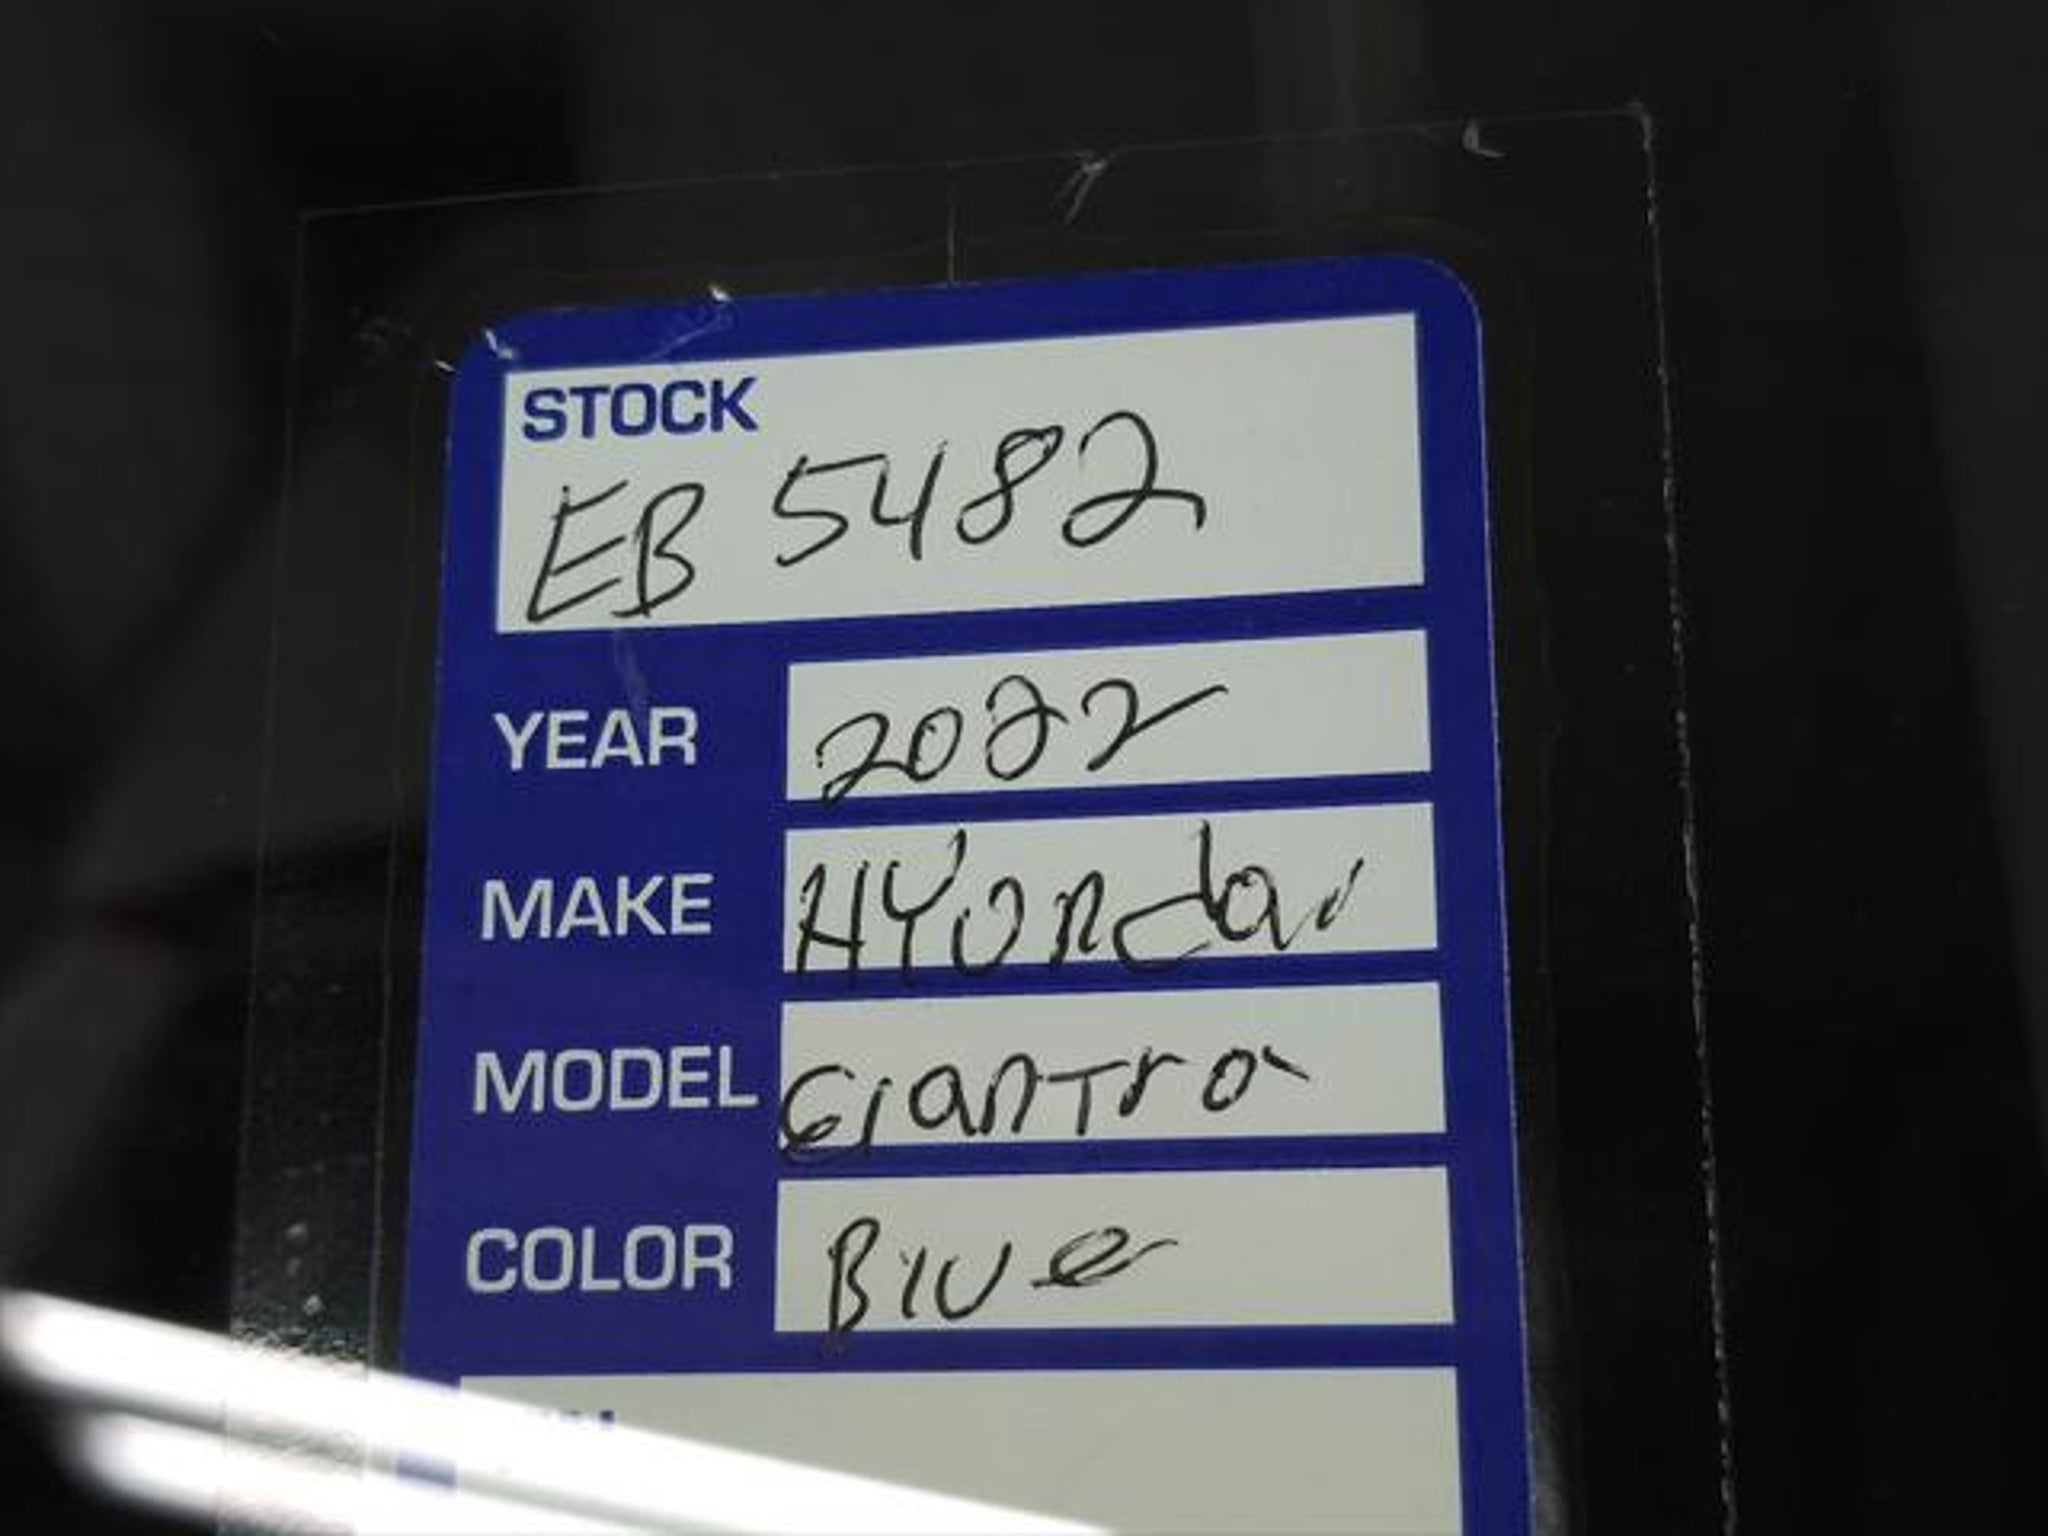 STOCK
EB 5482
YEAR 2022
MAKE HYUNdai
MODEL ElanTra
COLOR Blue